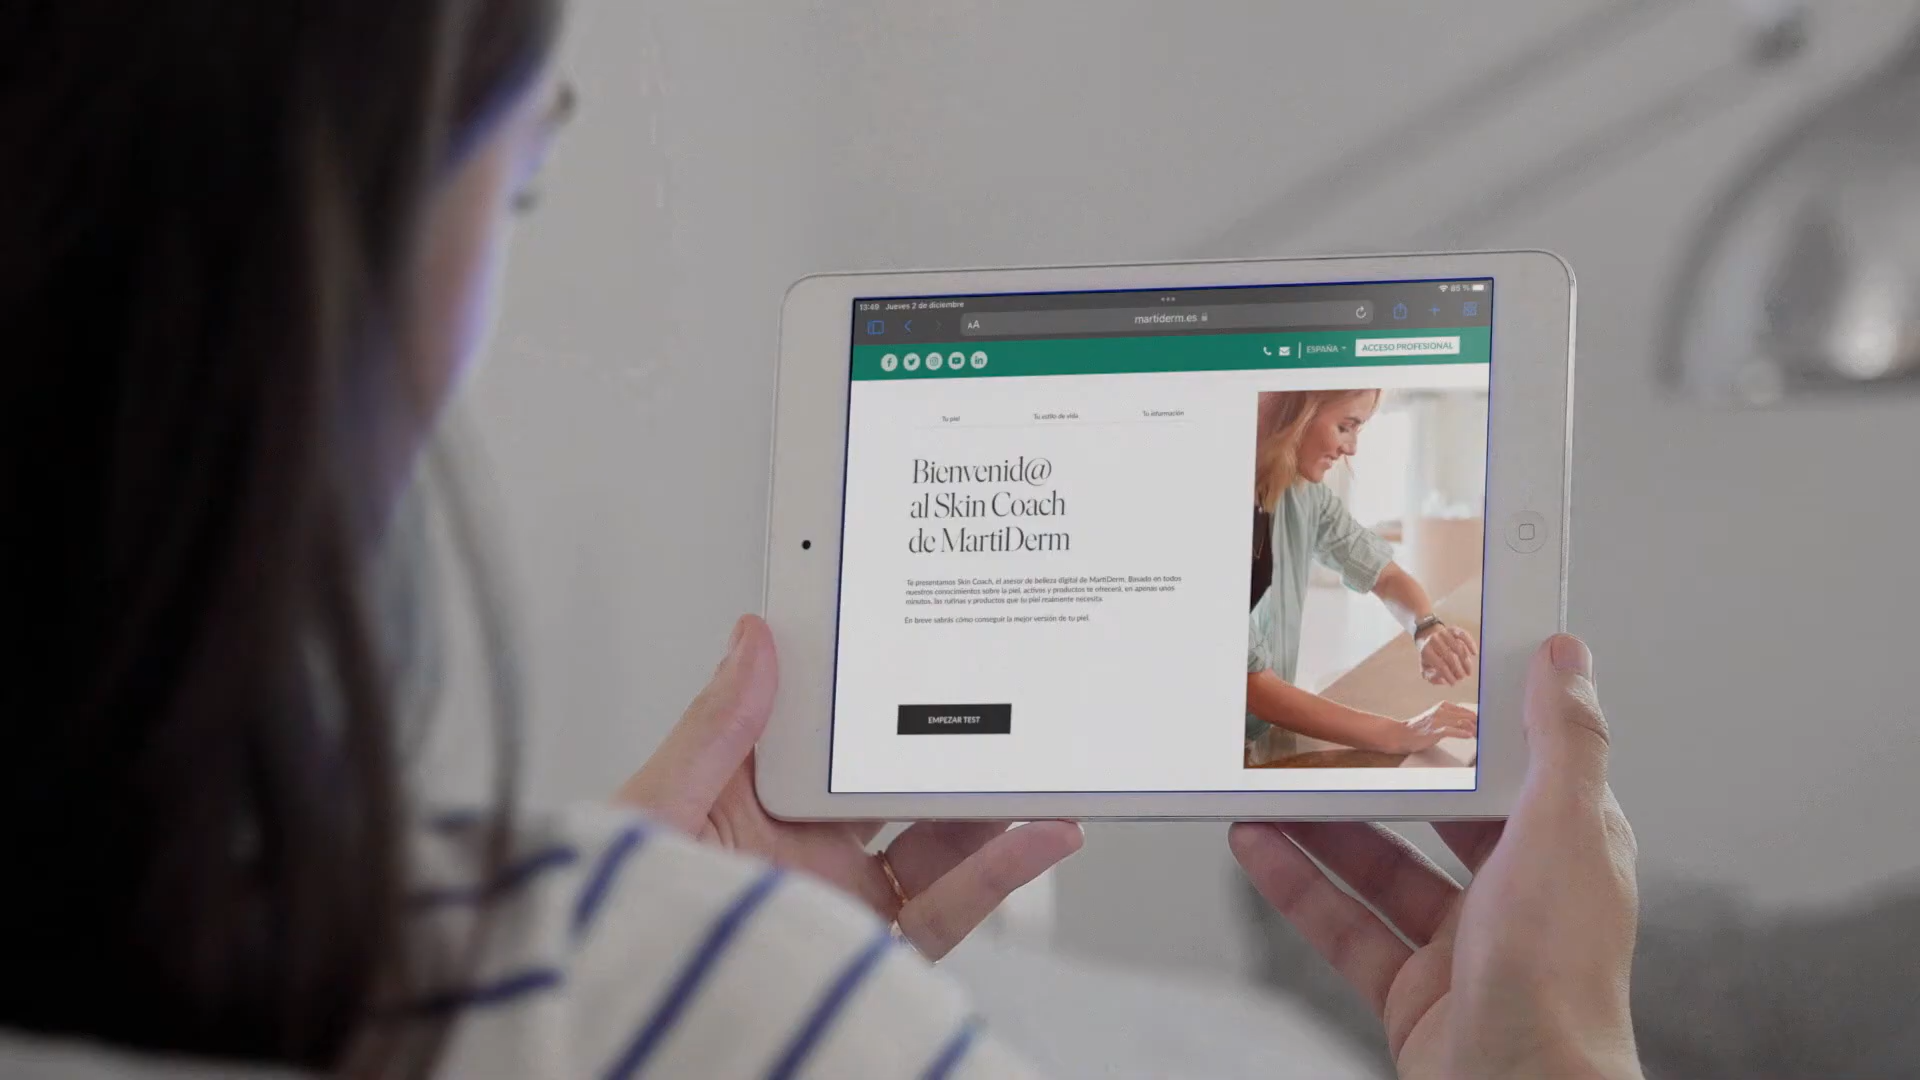 13:49 Jueves 2 de diciembre
85 %
AA
martiderm.es
ESPAÑA
ACCESO PROFESIONAL
Tu piel
Tu estilo de vida
Tu información
Bienvenid@
al Skin Coach
de MartiDerm
Te presentamos Skin Coach, el asesor de belleza digital de MartiDerm. Basado en todos
nuestros conocimientos sobre la piel, activos y productos te ofrecerá, en apenas unos
minutos, las rutinas y productos que tu piel realmente necesita.
En breve sabrás cómo conseguir la mejor versión de tu piel.
EMPEZAR TEST